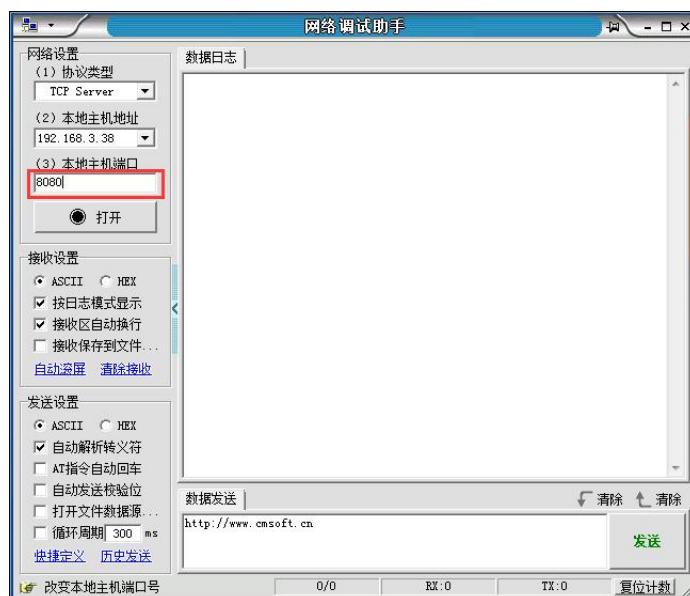 网络调试助手
网络设置
(1) 协议类型
TCP Server
(2) 本地主机地址
192.168.3.38
(3) 本地主机端口
8080
打开
接收设置
ASCII HEX
按日志模式显示
接收区自动换行
接收保存到文件...
自动滚屏 清除接收
发送设置
ASCII HEX
自动解析转义符
AT指令自动回车
自动发送校验位
打开文件数据源...
循环周期 300 ms
快捷定义 历史发送
数据日志
数据发送 清除 清除
http://www.cmsoft.cn
发送
改变本地主机端口号 0/0 RX:0 TX:0 复位计数